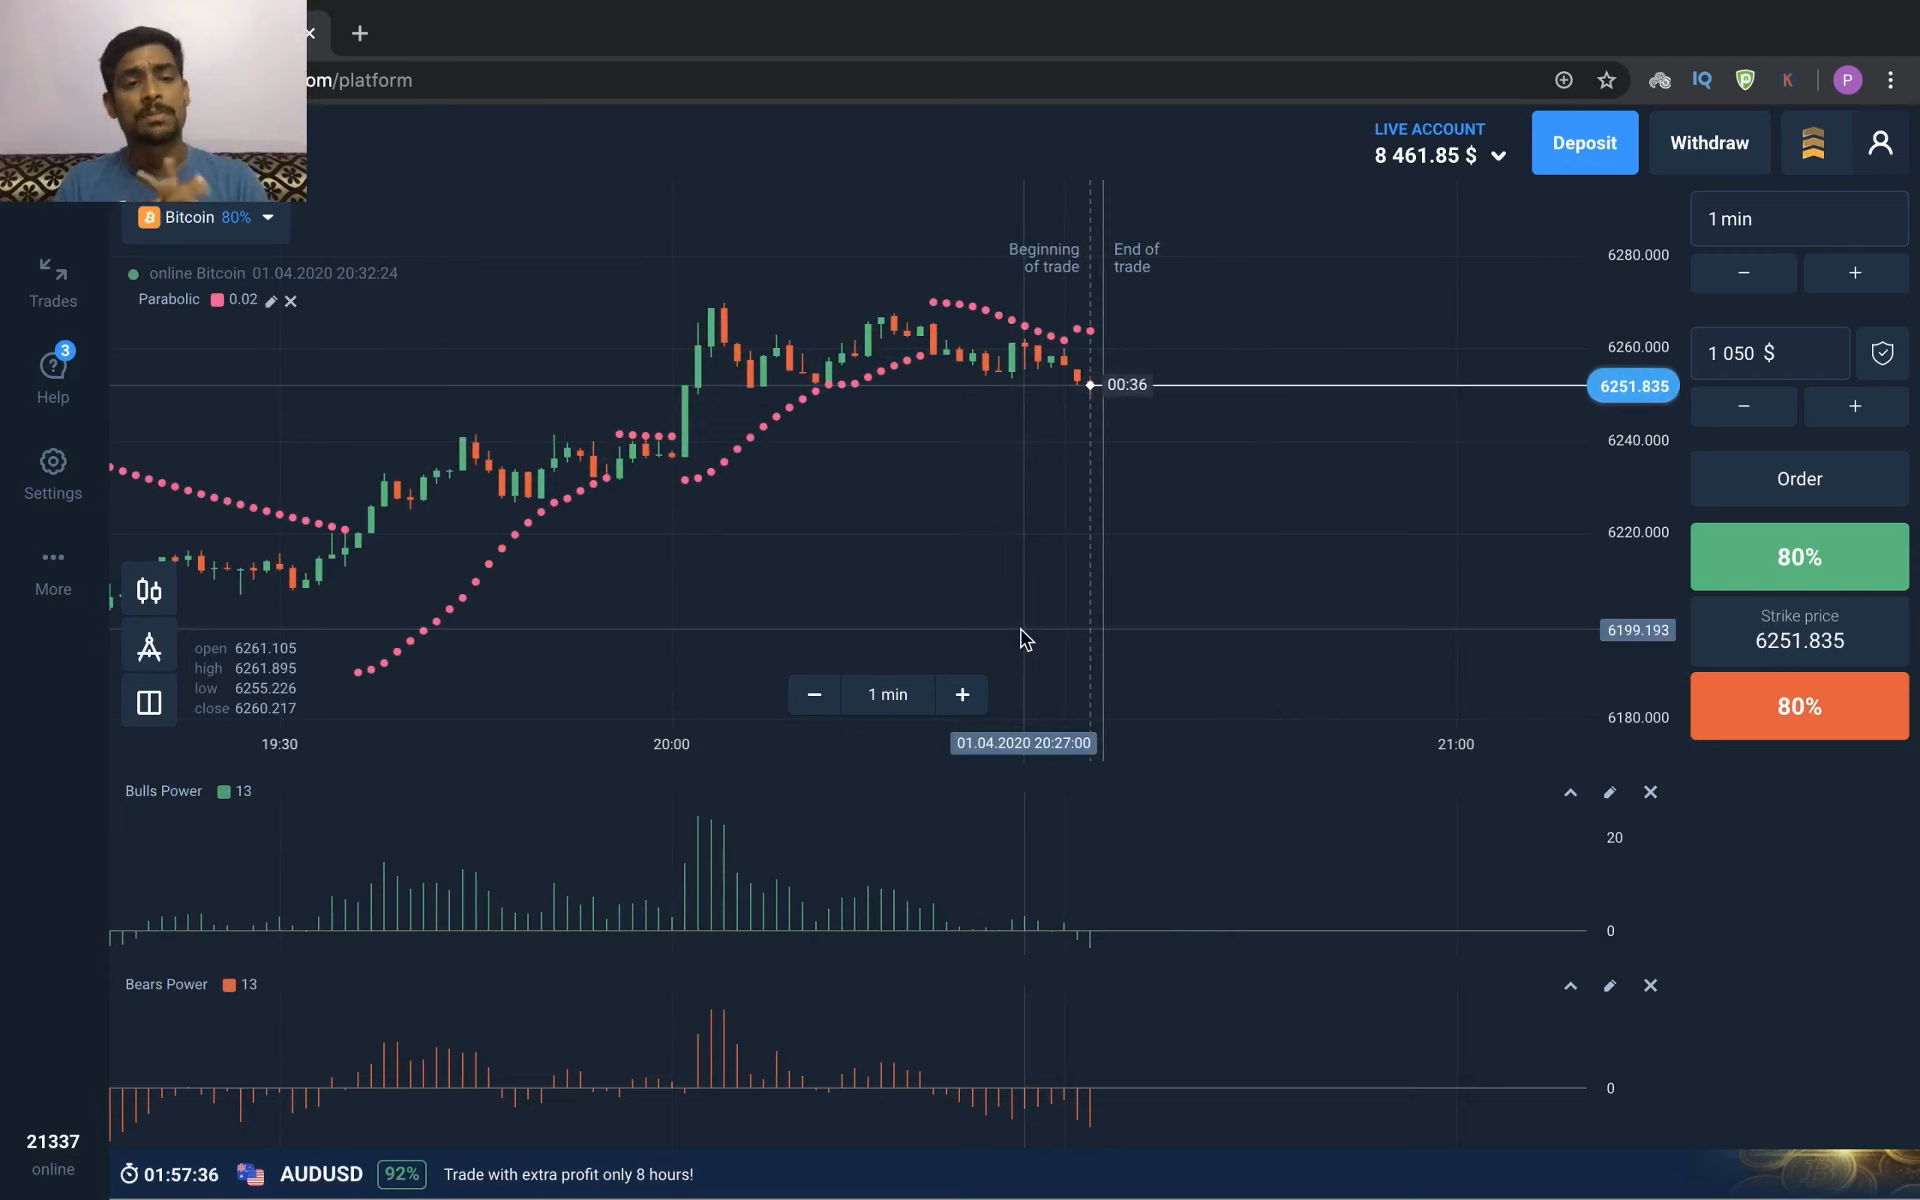 om/platform
IQ
K
P
LIVE ACCOUNT
8 461.85 $
Deposit
Withdraw
Bitcoin 80%
online Bitcoin 01.04.2020 20:32:24
Parabolic 0.02
Beginning
of trade
End of
trade
00:36
6280.000
6260.000
6251.835
6240.000
6220.000
6199.193
6180.000
Trades
3
Help
Settings
More
open 6261.105
high 6261.895
low 6255.226
close 6260.217
− 1 min +
19:30
20:00
01.04.2020 20:27:00
21:00
1 min
− +
1 050 $
− +
Order
80%
Strike price
6251.835
80%
Bulls Power 13
20
0
Bears Power 13
0
21337
online
01:57:36
AUDUSD 92% Trade with extra profit only 8 hours!